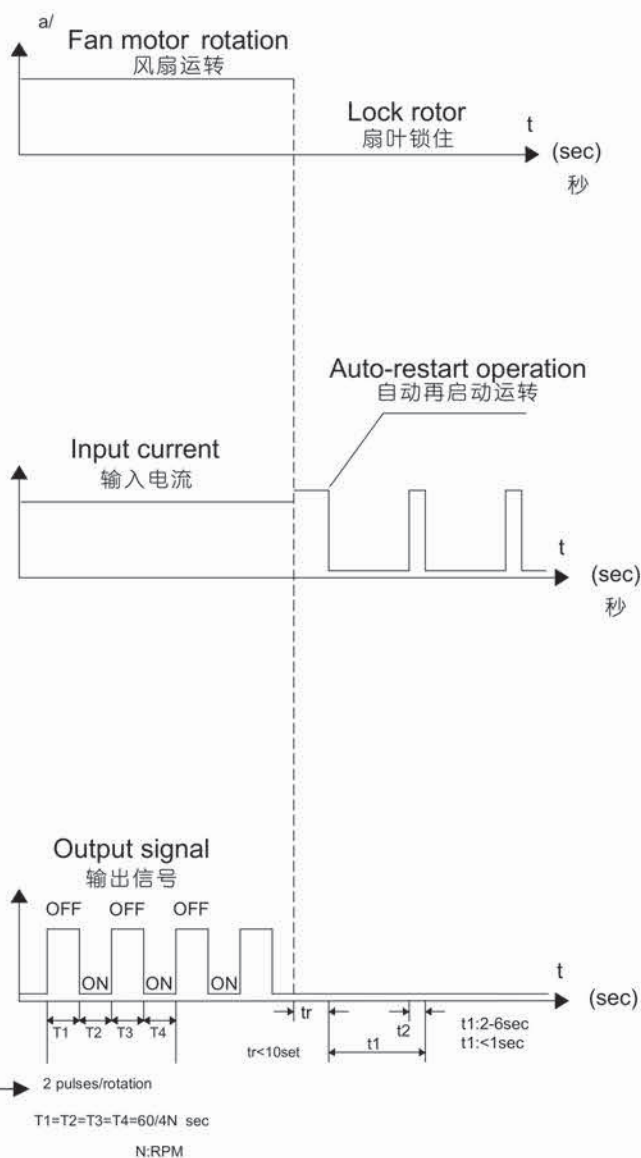 a/
Fan motor rotation
风扇运转
Lock rotor
扇叶锁住
t
(sec)
秒
Auto-restart operation
自动再启动运转
Input current
输入电流
t
(sec)
秒
Output signal
输出信号
OFF OFF OFF
ON ON ON
t
(sec)
T1 T2 T3 T4
tr
t2
t1
tr<10set
t1:2-6sec
t1:<1sec
2 pulses/rotation
T1=T2=T3=T4=60/4N sec
N:RPM